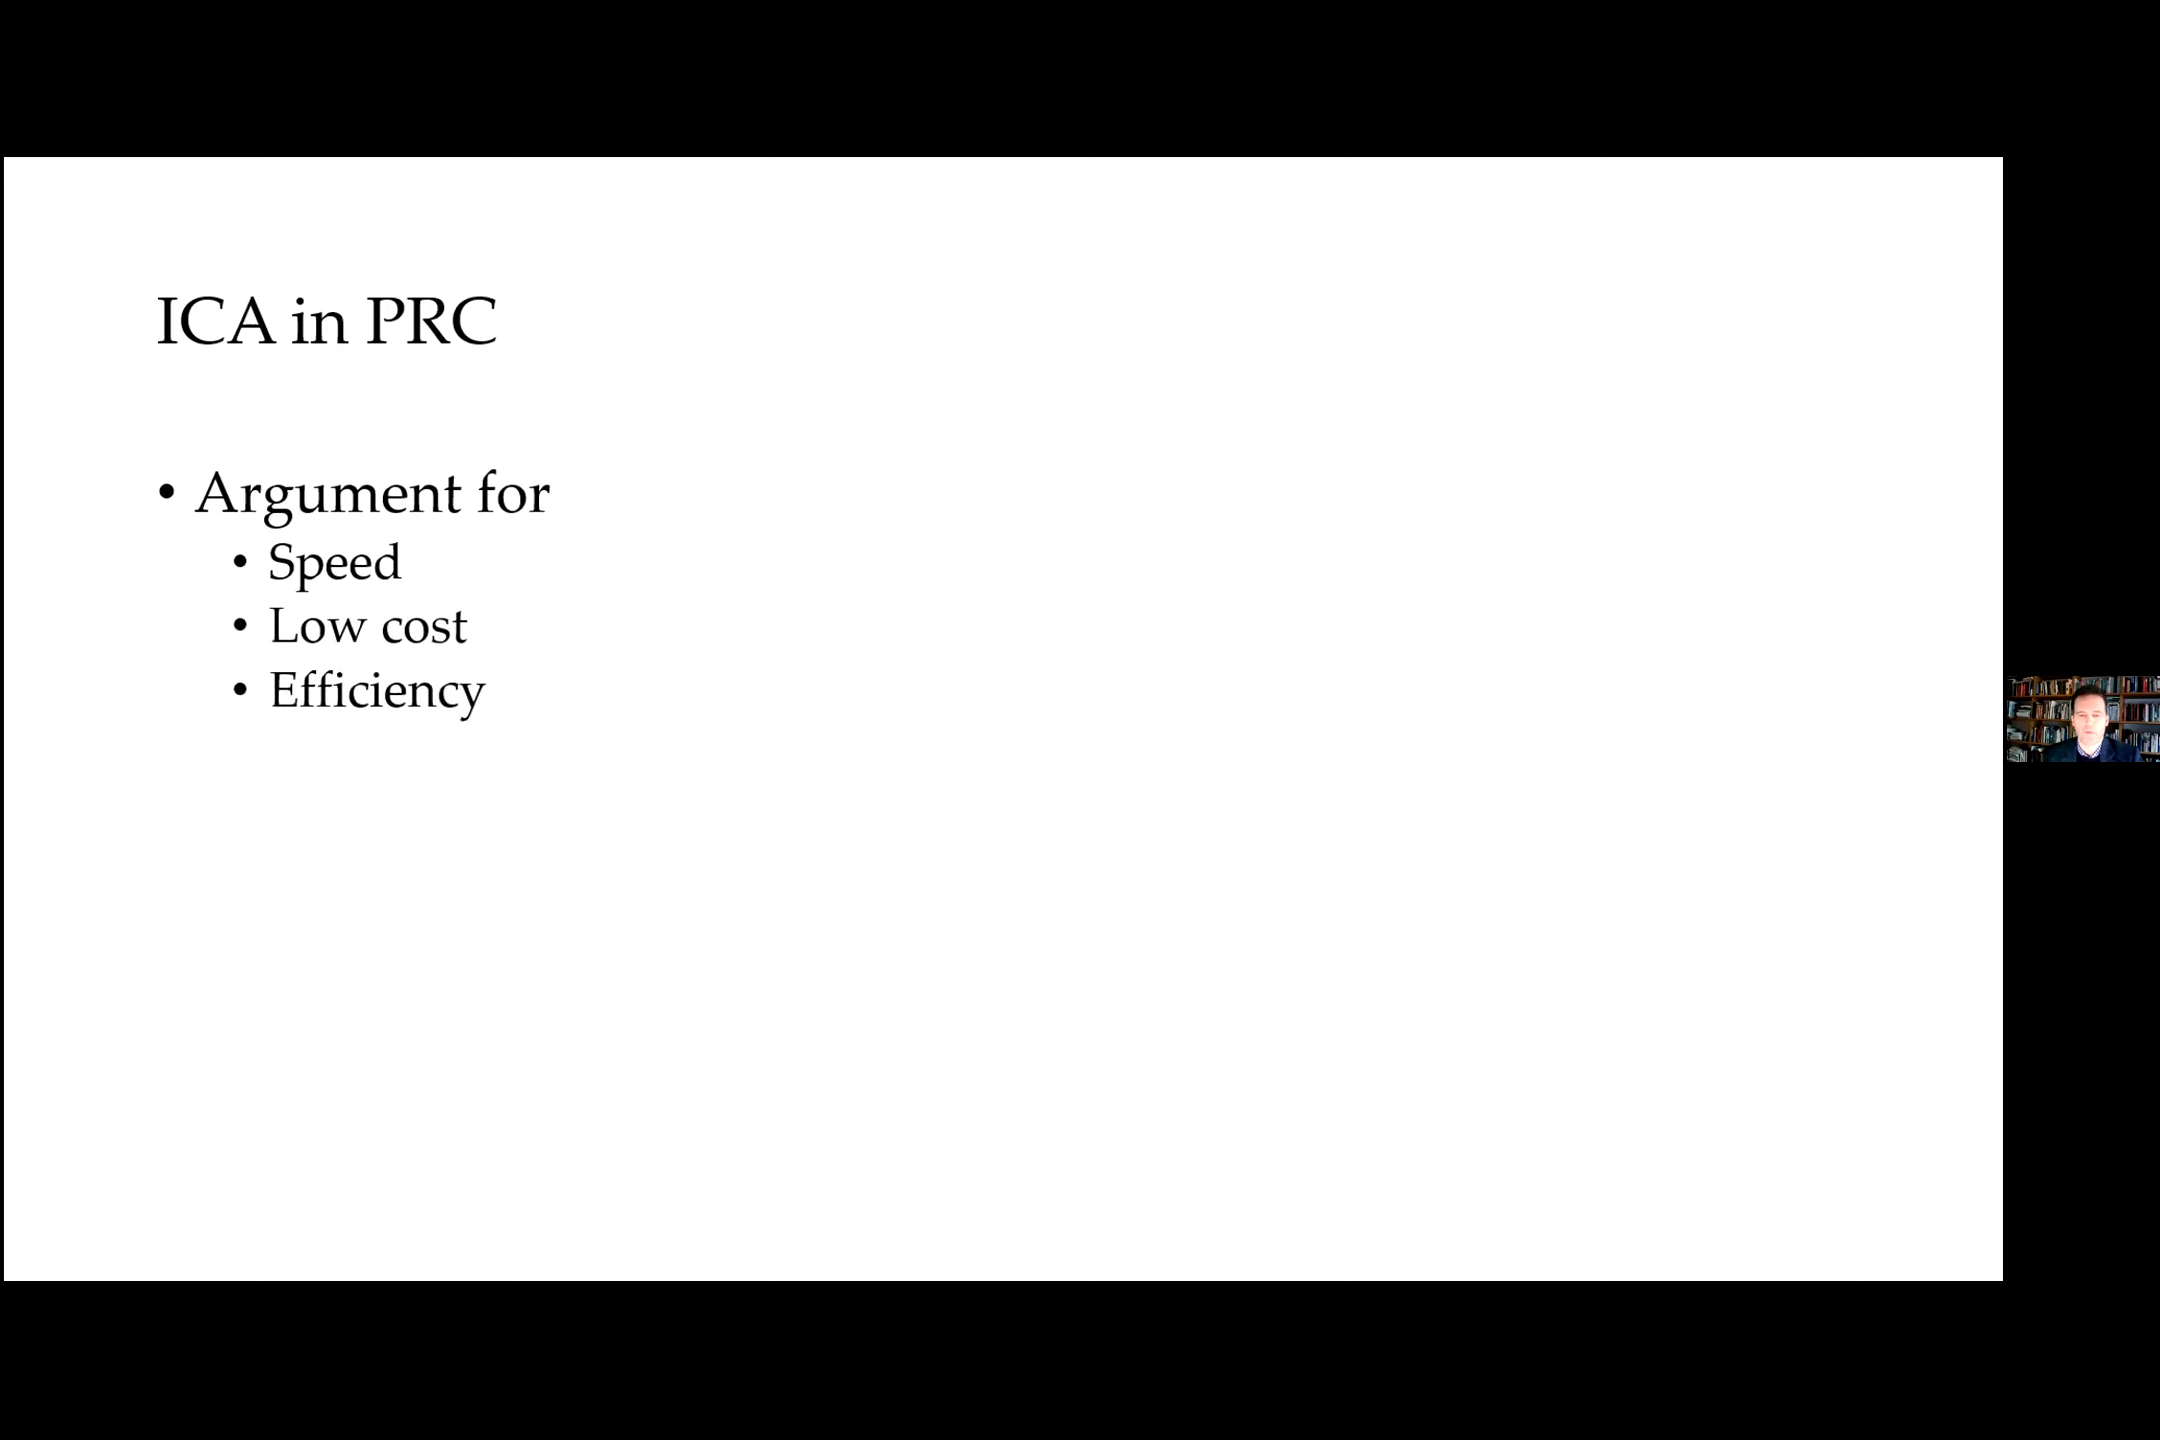 ICA in PRC
• Argument for
• Speed
• Low cost
• Efficiency